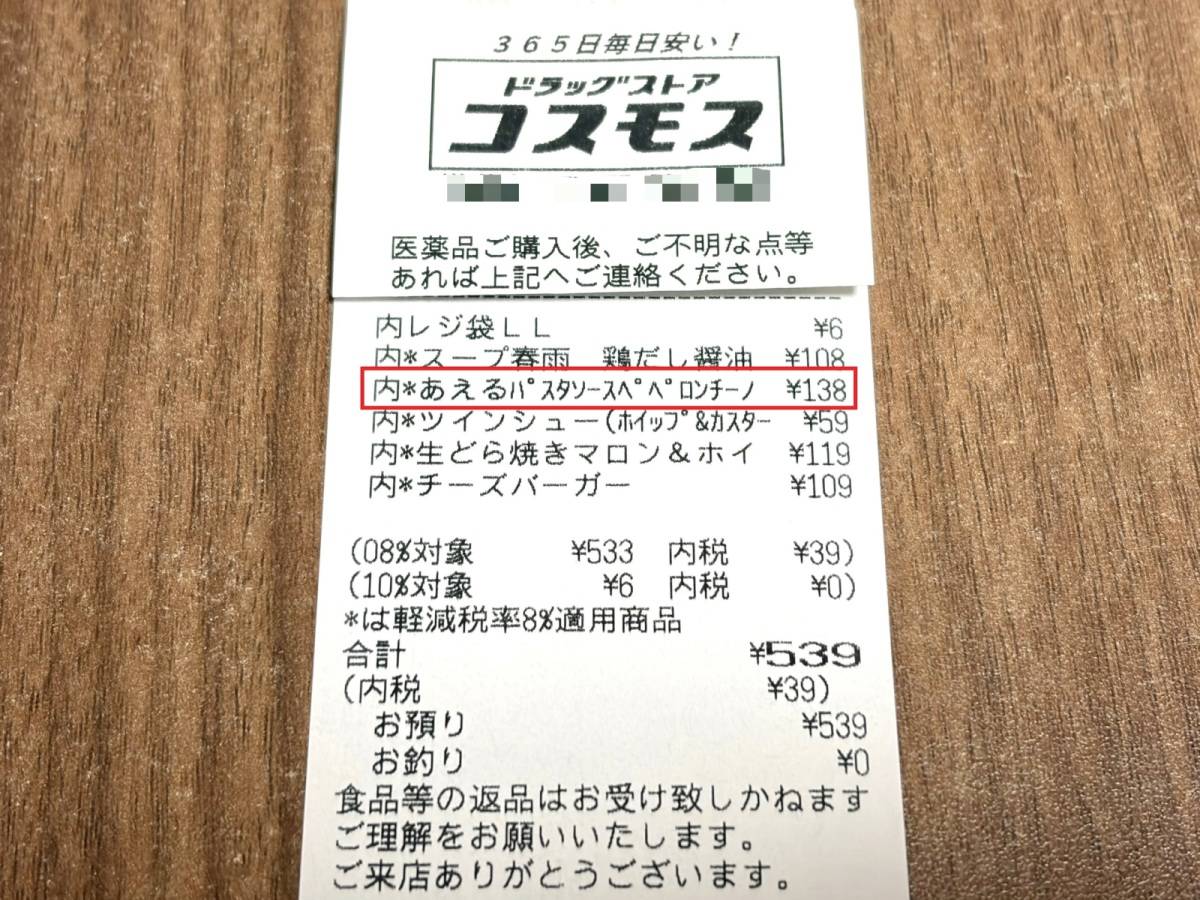 365日毎日安い!
ドラッグストア
コスモス
医薬品ご購入後、ご不明な点等
あれば上記へご連絡ください。
内レジ袋LL ¥6
内*スープ春雨 鶏だし醤油 ¥108
内*あえるパスタソースペペロンチーノ ¥138
内*ツインシュー(ホイップ&カスター ¥59
内*生どら焼きマロン&ホイ ¥119
内*チーズバーガー ¥109
(08%対象 ¥533 内税 ¥39)
(10%対象 ¥6 内税 ¥0)
*は軽減税率8%適用商品
合計 ¥539
(内税 ¥39)
お預り ¥539
お釣り ¥0
食品等の返品はお受け致しかねます
ご理解をお願いいたします。
ご来店ありがとうございます。